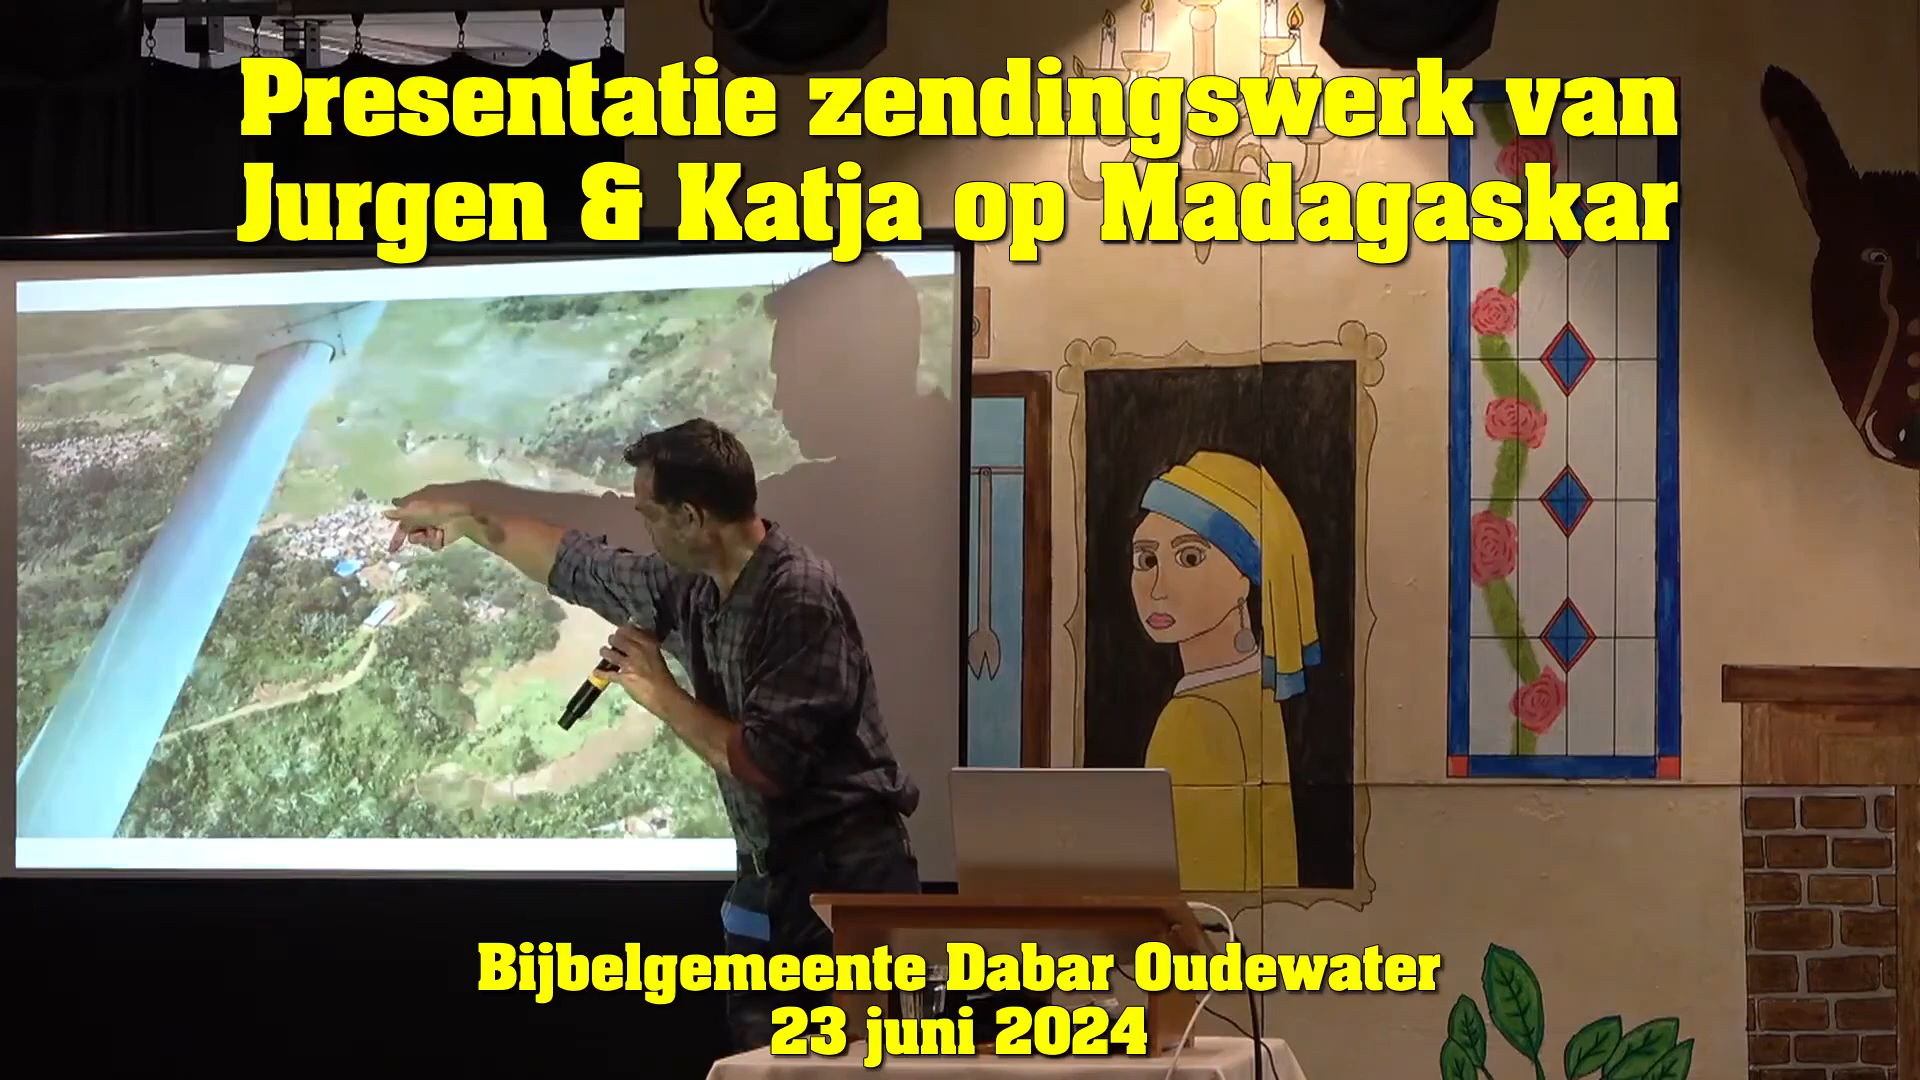 Presentatie zendingswerk van
Jurgen & Katja op Madagaskar
Bijbelgemeente Dabar Oudewater
23 juni 2024